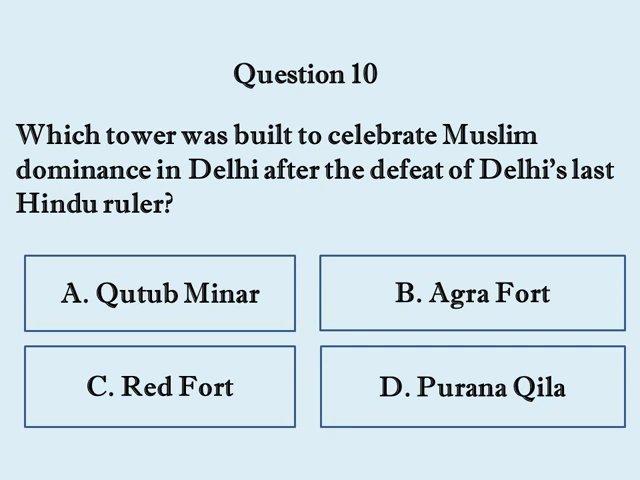 Question 10
Which tower was built to celebrate Muslim
dominance in Delhi after the defeat of Delhi’s last
Hindu ruler?
A. Qutub Minar
B. Agra Fort
C. Red Fort
D. Purana Qila